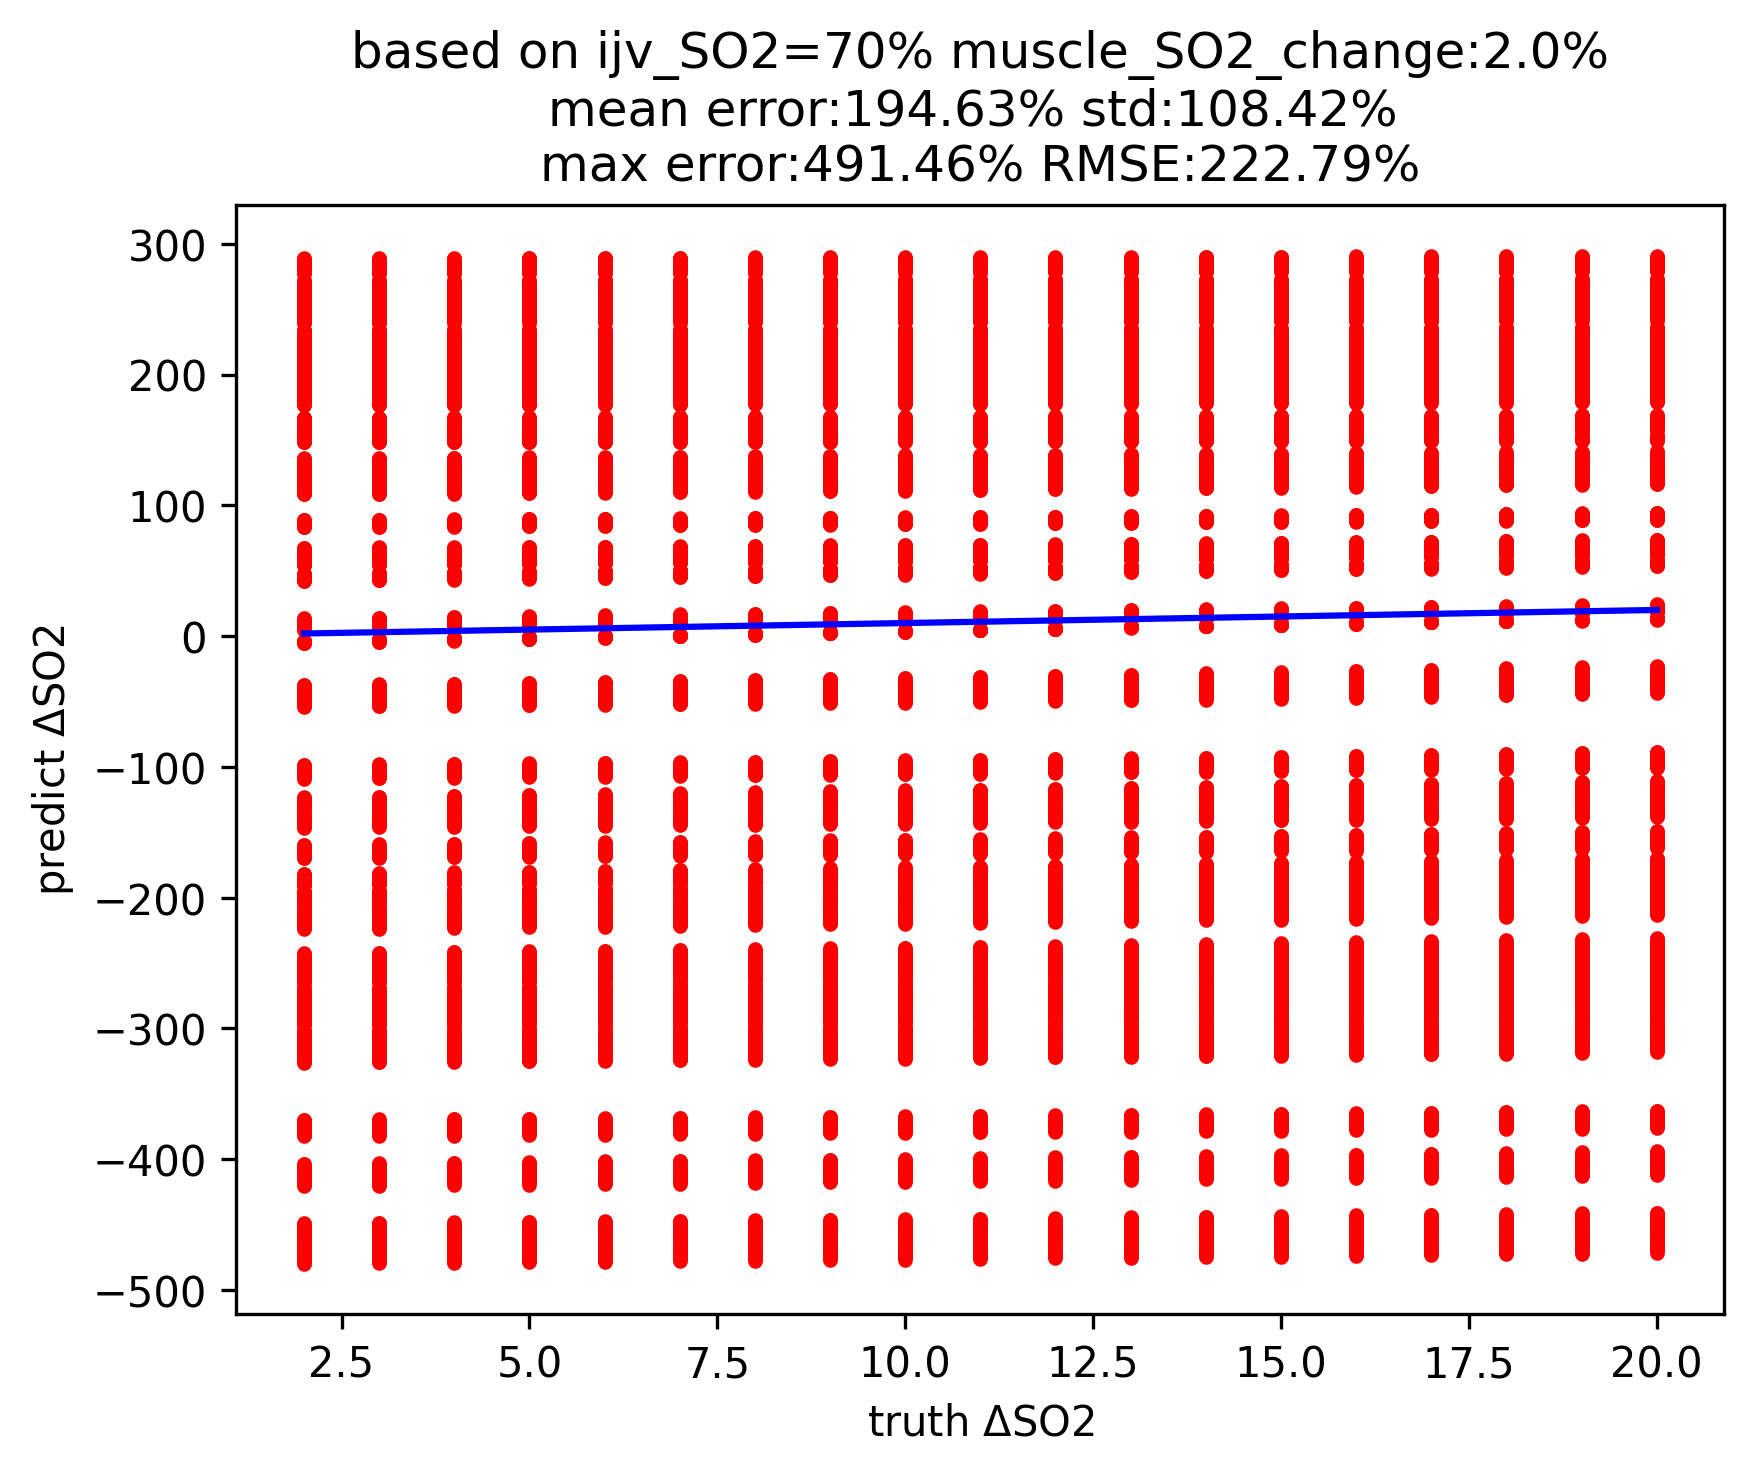 based on ijv_SO2=70% muscle_SO2_change:2.0%
mean error:194.63% std:108.42%
max error:491.46% RMSE:222.79%
300
200
100
0
−100
−200
−300
−400
−500
predict ΔSO2
2.5 5.0 7.5 10.0 12.5 15.0 17.5 20.0
truth ΔSO2